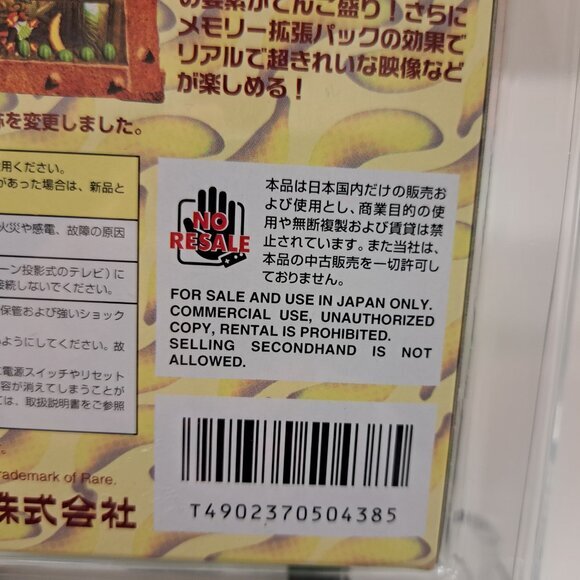 の要素がてんこ盛り！さらに
メモリー拡張パックの効果で
リアルで超きれいな映像など
が楽しめる！
を変更しました。
用ください。
があった場合は、新品と
火災や感電、故障の原因
ーン投影式のテレビ）に
接続しないでください。
保管および強いショック
ようにしてください。故
電源スイッチやリセット
容が消えてしまうことが
ては、取扱説明書をご参照
NO
RESALE
本品は日本国内だけの販売お
よび使用とし、商業目的の使
用や無断複製および賃貸は禁
止されています。また当社は、
本品の中古販売を一切許可し
ておりません。
FOR SALE AND USE IN JAPAN ONLY.
COMMERCIAL USE, UNAUTHORIZED
COPY, RENTAL IS PROHIBITED.
SELLING SECONDHAND IS NOT
ALLOWED.
rademark of Rare.
株式会社
T4902370504385